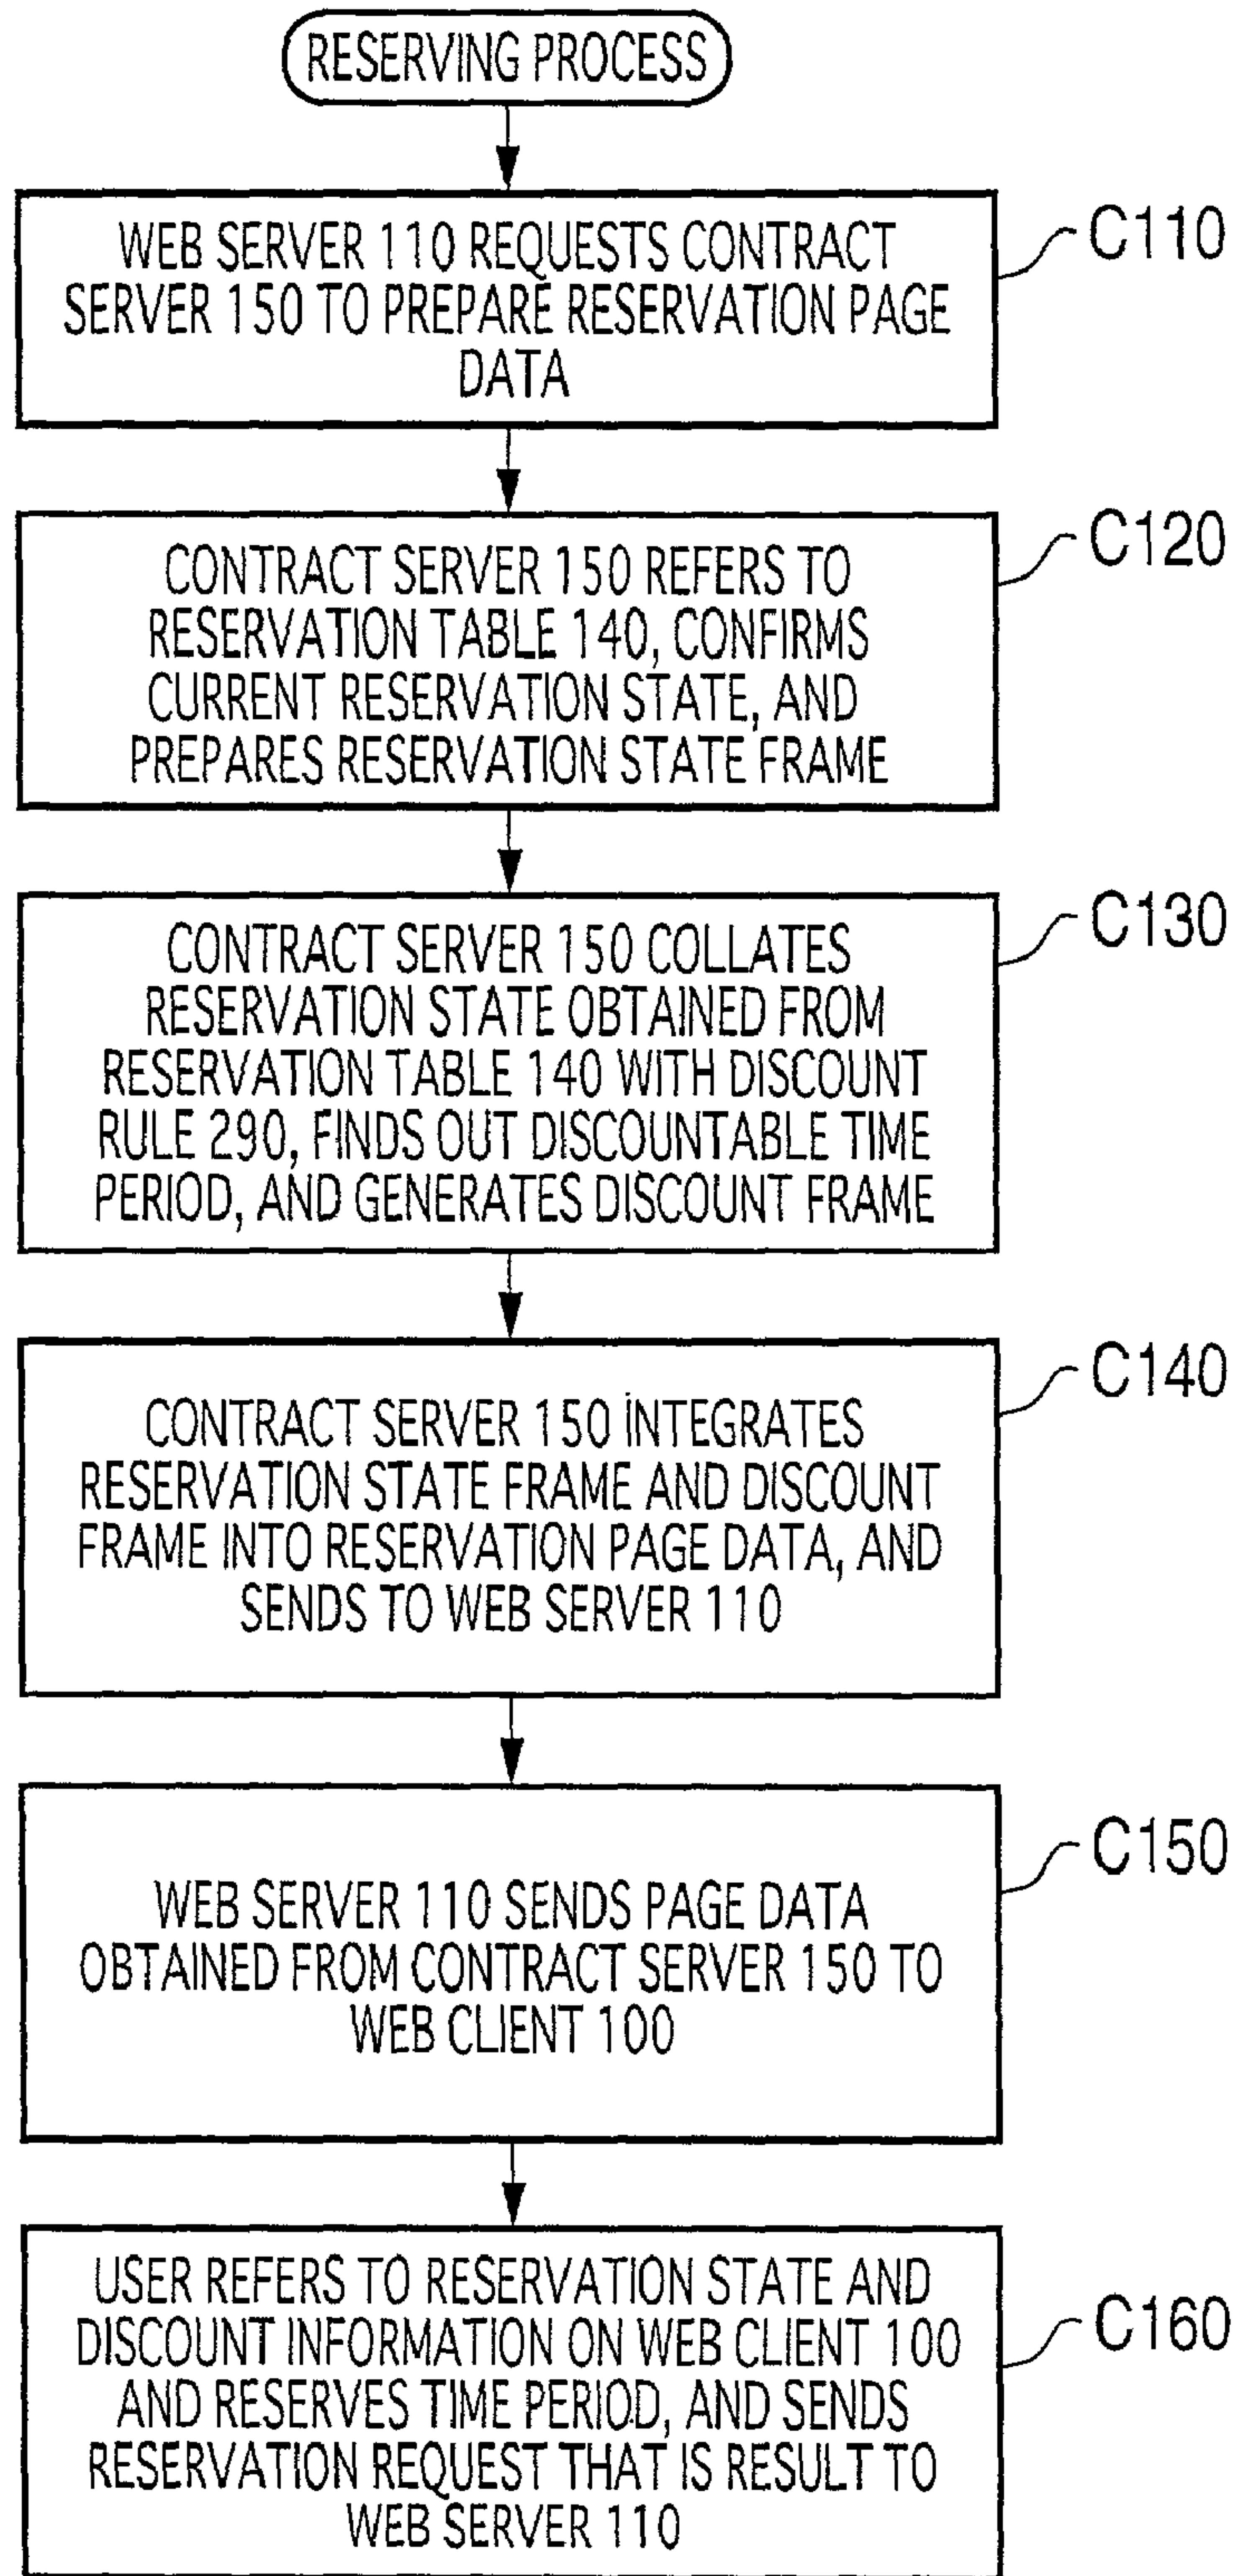 RESERVING PROCESS
WEB SERVER 110 REQUESTS CONTRACT
SERVER 150 TO PREPARE RESERVATION PAGE
DATA
C110
CONTRACT SERVER 150 REFERS TO
RESERVATION TABLE 140, CONFIRMS
CURRENT RESERVATION STATE, AND
PREPARES RESERVATION STATE FRAME
C120
CONTRACT SERVER 150 COLLATES
RESERVATION STATE OBTAINED FROM
RESERVATION TABLE 140 WITH DISCOUNT
RULE 290, FINDS OUT DISCOUNTABLE TIME
PERIOD, AND GENERATES DISCOUNT FRAME
C130
CONTRACT SERVER 150 INTEGRATES
RESERVATION STATE FRAME AND DISCOUNT
FRAME INTO RESERVATION PAGE DATA, AND
SENDS TO WEB SERVER 110
C140
WEB SERVER 110 SENDS PAGE DATA
OBTAINED FROM CONTRACT SERVER 150 TO
WEB CLIENT 100
C150
USER REFERS TO RESERVATION STATE AND
DISCOUNT INFORMATION ON WEB CLIENT 100
AND RESERVES TIME PERIOD, AND SENDS
RESERVATION REQUEST THAT IS RESULT TO
WEB SERVER 110
C160